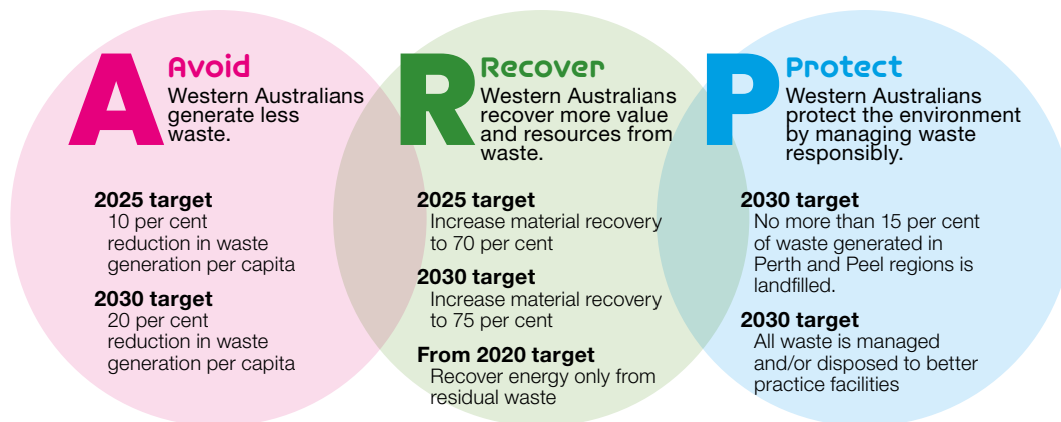 A
Avoid
Western Australians
generate less
waste.
2025 target
10 per cent
reduction in waste
generation per capita
2030 target
20 per cent
reduction in waste
generation per capita
R
Recover
Western Australians
recover more value
and resources from
waste.
2025 target
Increase material recovery
to 70 per cent
2030 target
Increase material recovery
to 75 per cent
From 2020 target
Recover energy only from
residual waste
P
Protect
Western Australians
protect the environment
by managing waste
responsibly.
2030 target
No more than 15 per cent
of waste generated in
Perth and Peel regions is
landfilled.
2030 target
All waste is managed
and/or disposed to better
practice facilities